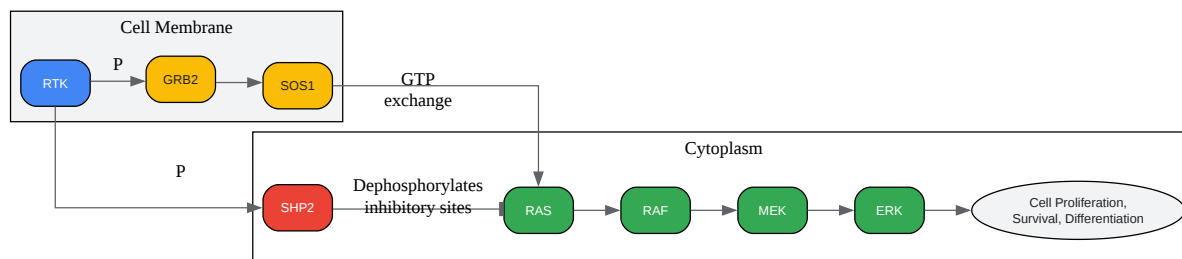 Cell Membrane
RTK
P
GRB2
SOS1
GTP
exchange
Cytoplasm
P
SHP2
Dephosphorylates
inhibitory sites
RAS
RAF
MEK
ERK
Cell Proliferation,
Survival, Differentiation